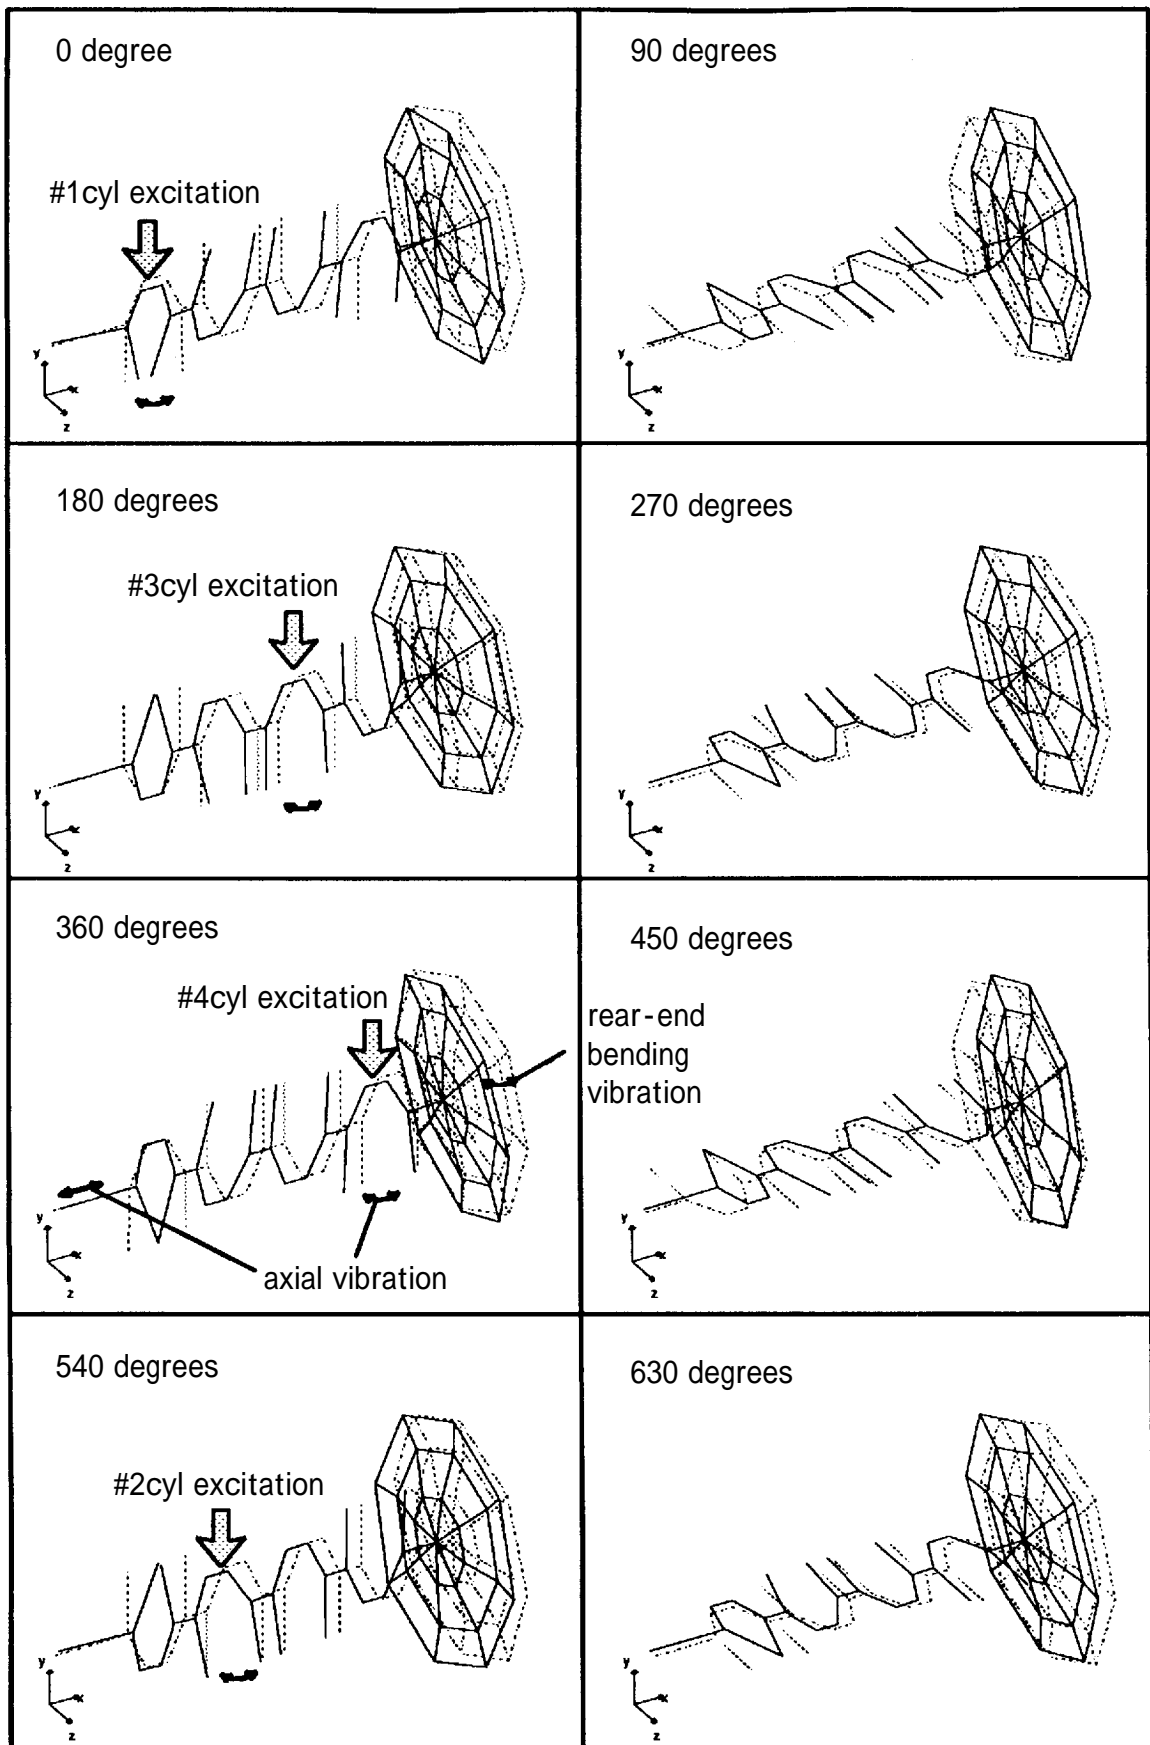 0 degree
90 degrees
#1cyl excitation
y
x
z
y
x
z
180 degrees
270 degrees
#3cyl excitation
y
x
z
y
x
z
360 degrees
450 degrees
#4cyl excitation
rear-end
bending
vibration
y
x
z
axial vibration
y
x
z
540 degrees
630 degrees
#2cyl excitation
y
x
z
y
x
z